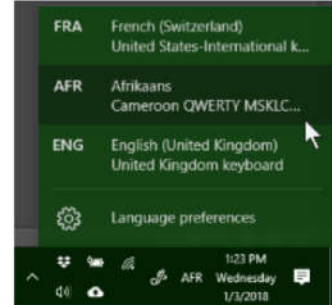 FRA French (Switzerland)
United States-International k...
AFR Afrikaans
Cameroon QWERTY MSKLC...
ENG English (United Kingdom)
United Kingdom keyboard
Language preferences
1:23 PM
AFR Wednesday
1/3/2018